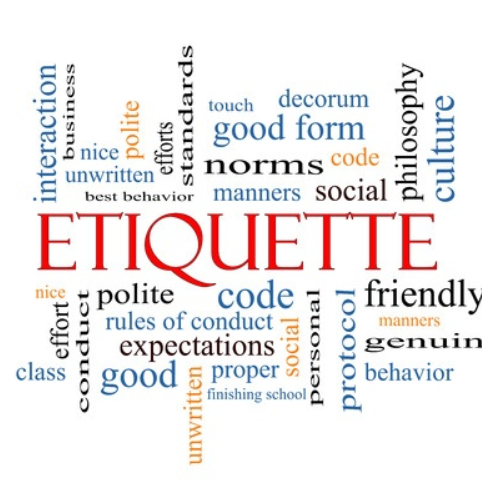 interaction
business
nice
unwritten
polite
efforts
standards
best behavior
touch
decorum
good form
norms
code
manners
social
philosophy
culture
ETIQUETTE
nice
effort
conduct
polite
code
rules of conduct
expectations
class
good
unwritten
proper
finishing school
social
personal
protocol
friendly
manners
genuin
behavior